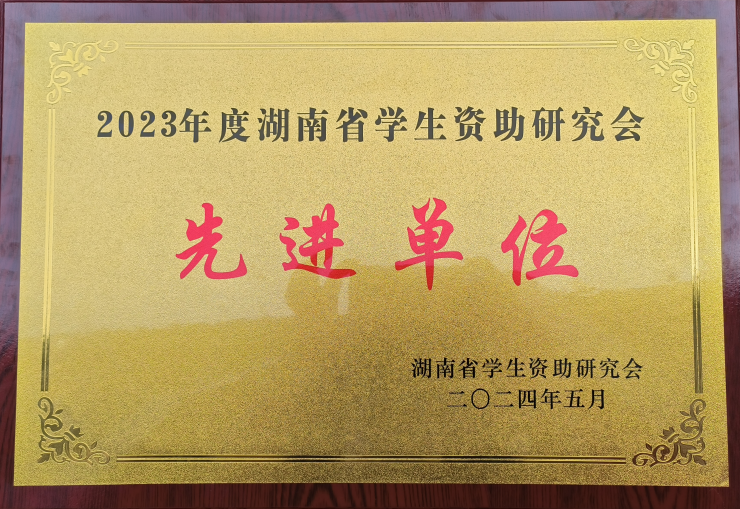 2023年度湖南省学生资助研究会
先进单位
湖南省学生资助研究会
二〇二四年五月